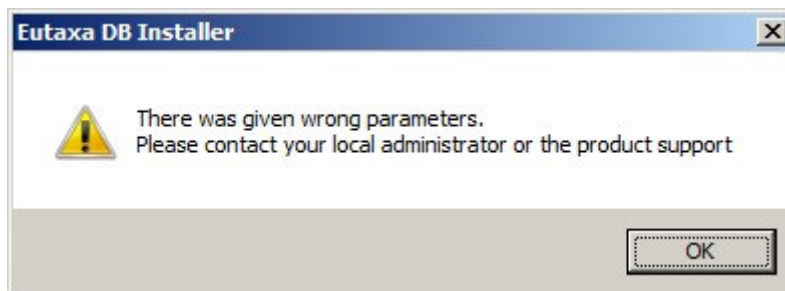 Eutaxa DB Installer
There was given wrong parameters.
Please contact your local administrator or the product support
OK